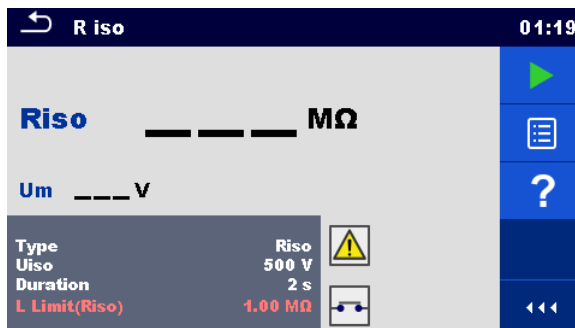 R iso 01:19
Riso _ _ _ MΩ
Um _ _ _ V
?
Type Riso
Uiso 500 V
Duration 2 s
L Limit(Riso) 1.00 MΩ